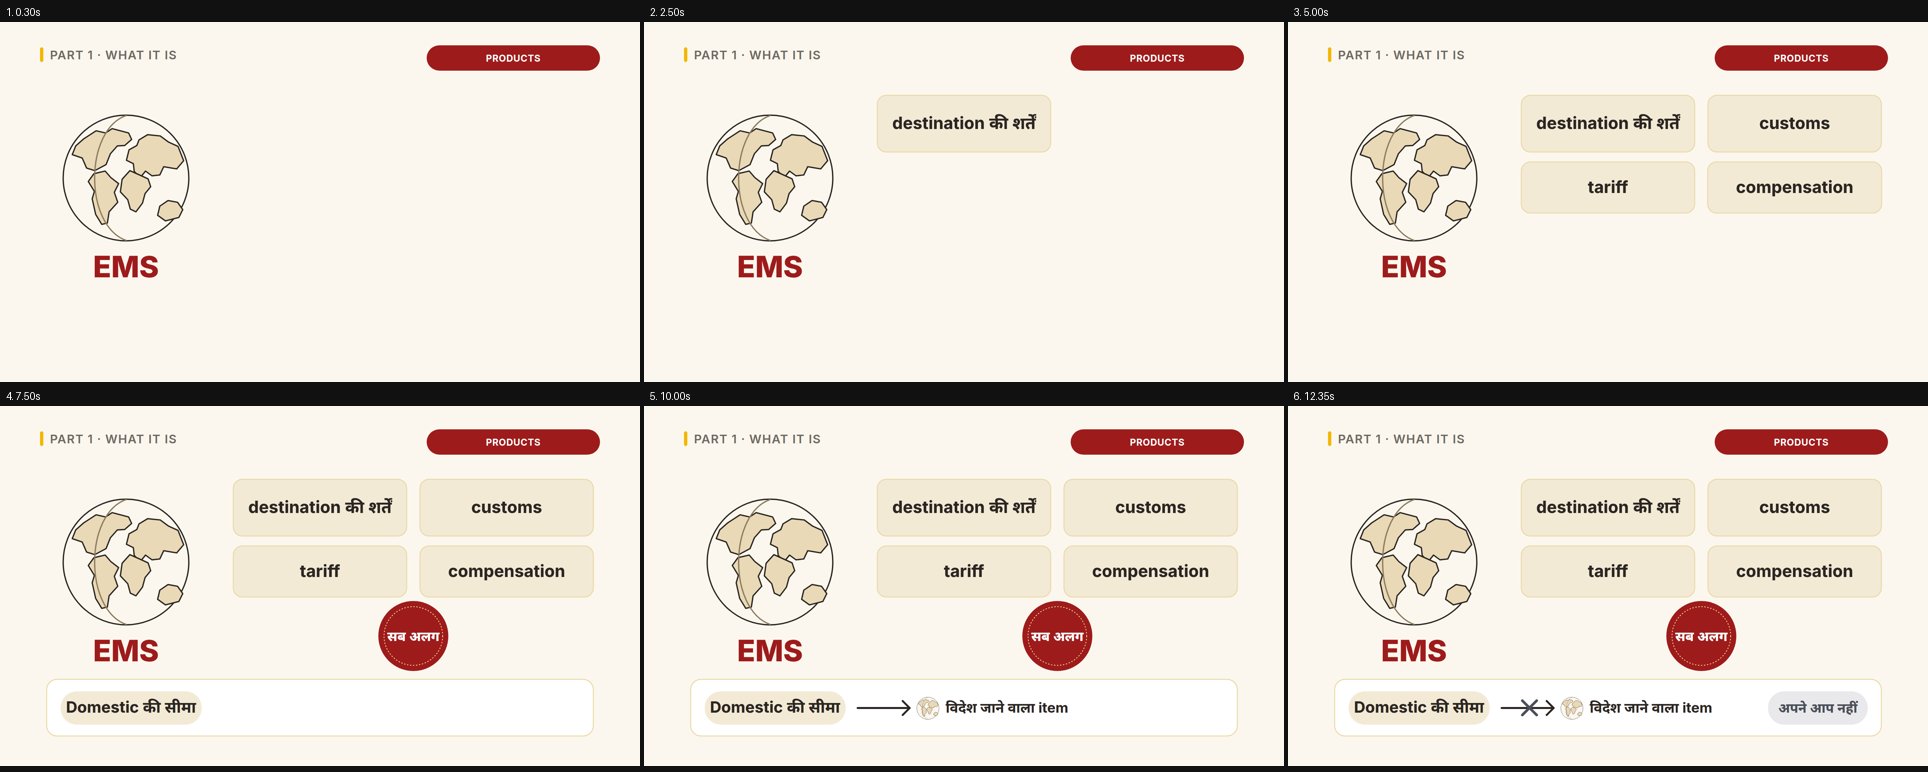 1. 0.30s
PART 1 · WHAT IT IS
PRODUCTS
EMS
2. 2.50s
PART 1 · WHAT IT IS
PRODUCTS
destination की शर्तें
EMS
3. 5.00s
PART 1 · WHAT IT IS
PRODUCTS
destination की शर्तें
customs
tariff
compensation
EMS
4. 7.50s
PART 1 · WHAT IT IS
PRODUCTS
destination की शर्तें
customs
tariff
compensation
सब अलग
EMS
Domestic की सीमा
5. 10.00s
PART 1 · WHAT IT IS
PRODUCTS
destination की शर्तें
customs
tariff
compensation
सब अलग
EMS
Domestic की सीमा
विदेश जाने वाला item
6. 12.35s
PART 1 · WHAT IT IS
PRODUCTS
destination की शर्तें
customs
tariff
compensation
सब अलग
EMS
Domestic की सीमा
विदेश जाने वाला item
अपने आप नहीं